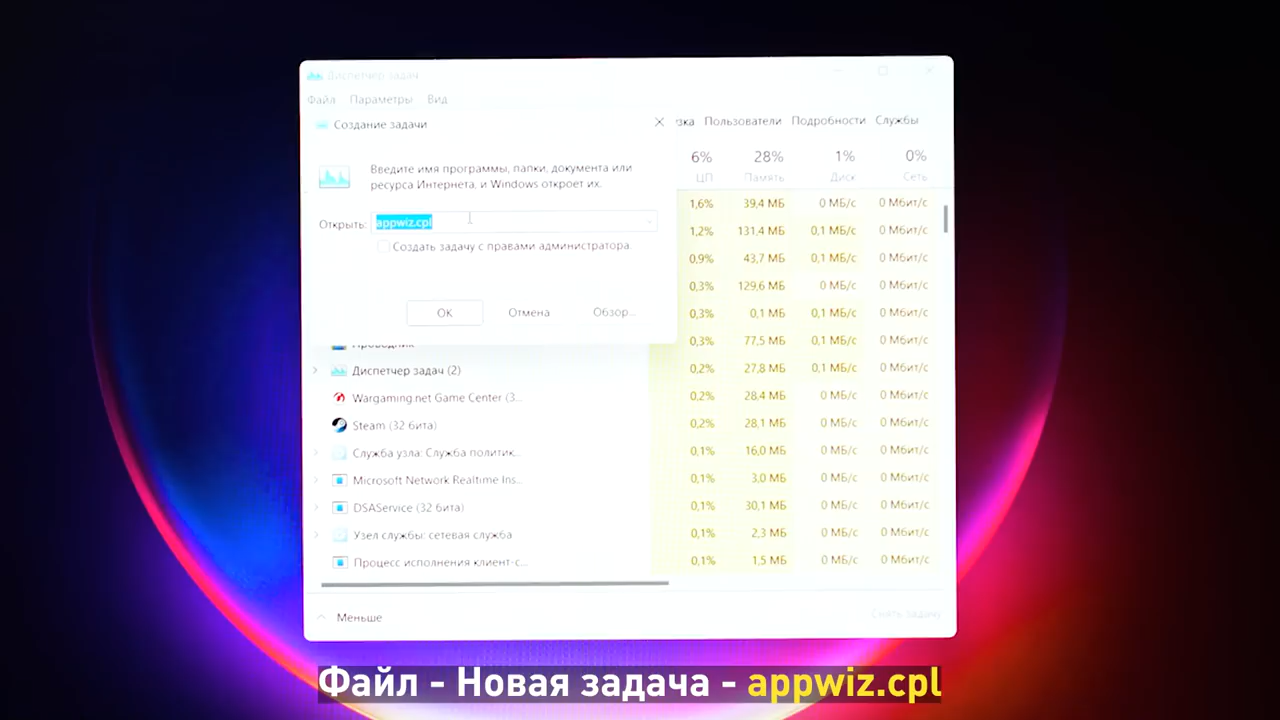 Диспетчер задач
Файл Параметры Вид
Создание задачи
зка Пользователи Подробности Службы
Введите имя программы, папки, документа или
ресурса Интернета, и Windows откроет их.
6% 28% 1% 0%
ЦП Память Диск Сеть
Открыть: appwiz.cpl
Создать задачу с правами администратора.
ОК Отмена Обзор...
1,6% 39,4 МБ 0 МБ/с 0 Мбит/с
1,2% 131,4 МБ 0,1 МБ/с 0 Мбит/с
0,9% 43,7 МБ 0,1 МБ/с 0 Мбит/с
0,3% 129,6 МБ 0 МБ/с 0 Мбит/с
0,3% 0,1 МБ 0,1 МБ/с 0 Мбит/с
Проводник 0,3% 77,5 МБ 0,1 МБ/с 0 Мбит/с
Диспетчер задач (2) 0,2% 27,8 МБ 0,1 МБ/с 0 Мбит/с
Wargaming.net Game Center (3... 0,2% 28,4 МБ 0 МБ/с 0 Мбит/с
Steam (32 бита) 0,2% 28,1 МБ 0 МБ/с 0 Мбит/с
Служба узла: Служба политик... 0,1% 16,0 МБ 0 МБ/с 0 Мбит/с
Microsoft Network Realtime Ins... 0,1% 3,0 МБ 0 МБ/с 0 Мбит/с
DSAService (32 бита) 0,1% 30,1 МБ 0 МБ/с 0 Мбит/с
Узел службы: сетевая служба 0,1% 2,3 МБ 0 МБ/с 0 Мбит/с
Процесс исполнения клиент-с... 0,1% 1,5 МБ 0 МБ/с 0 Мбит/с
Меньше Снять задачу
Файл - Новая задача - appwiz.cpl